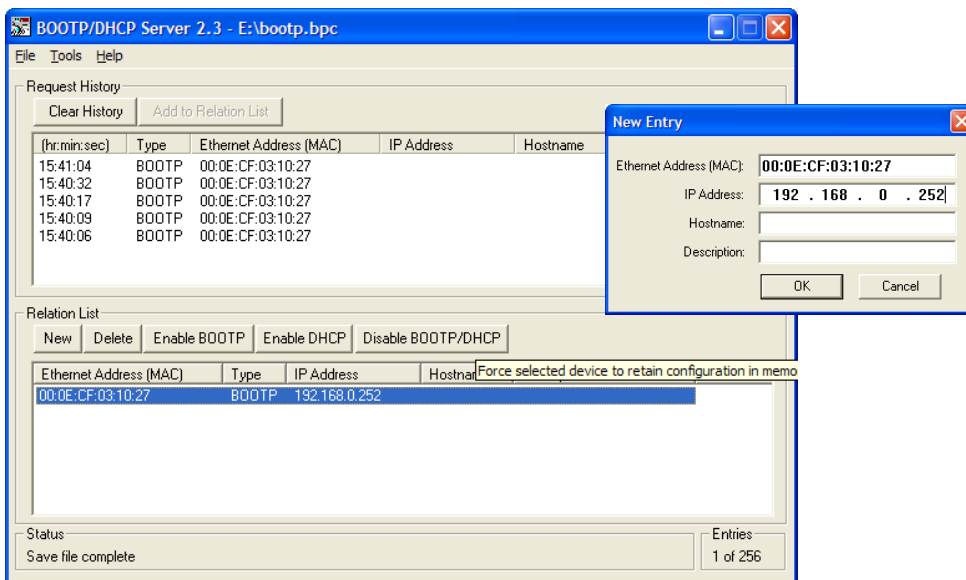 BOOTP/DHCP Server 2.3 - E:\bootp.bpc
File Tools Help
Request History
Clear History Add to Relation List
(hr:min:sec) Type Ethernet Address (MAC) IP Address Hostname
15:41:04 BOOTP 00:0E:CF:03:10:27
15:40:32 BOOTP 00:0E:CF:03:10:27
15:40:17 BOOTP 00:0E:CF:03:10:27
15:40:09 BOOTP 00:0E:CF:03:10:27
15:40:06 BOOTP 00:0E:CF:03:10:27
New Entry
Ethernet Address (MAC): 00:0E:CF:03:10:27
IP Address: 192 . 168 . 0 . 252
Hostname:
Description:
OK Cancel
Relation List
New Delete Enable BOOTP Enable DHCP Disable BOOTP/DHCP
Force selected device to retain configuration in memo
Ethernet Address (MAC) Type IP Address Hostnar
00:0E:CF:03:10:27 BOOTP 192.168.0.252
Status
Save file complete
Entries
1 of 256